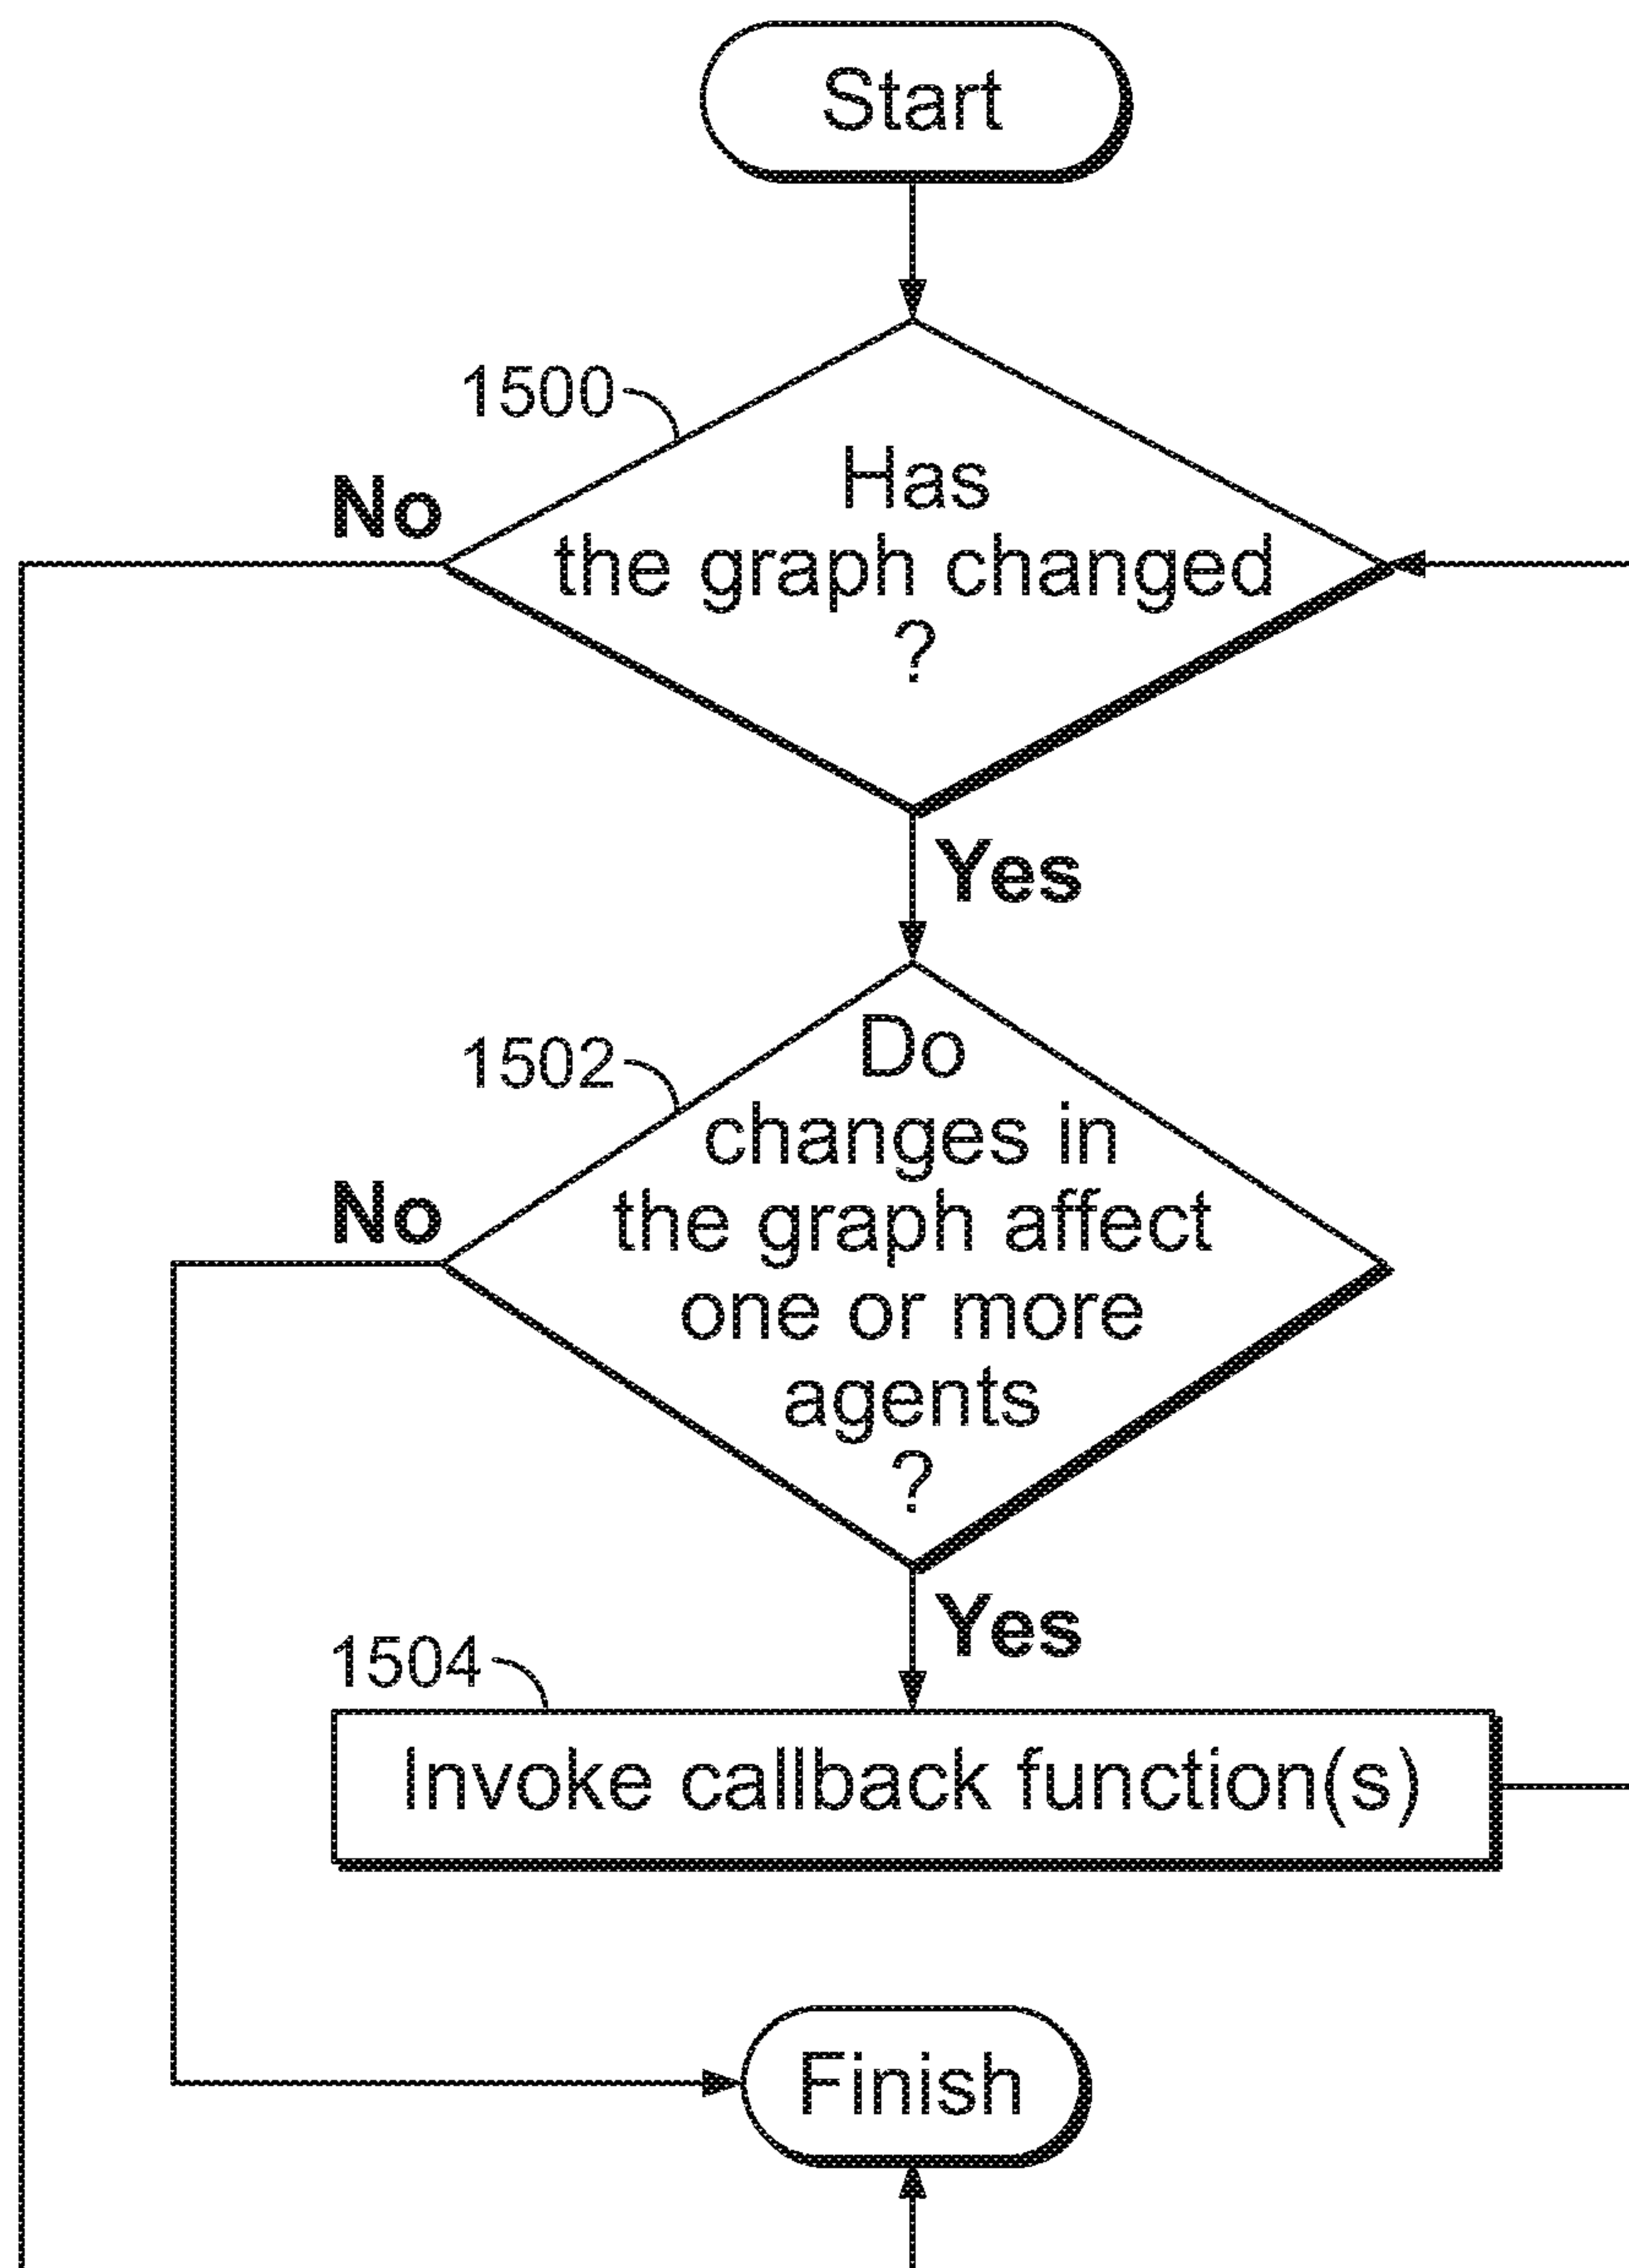 Start
1500
Has
No
the graph changed
?
Yes
1502
Do
changes in
No
the graph affect
one or more
agents
?
Yes
1504
Invoke callback function(s)
Finish